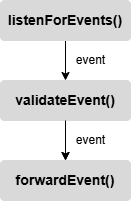 listenForEvents()
event
validateEvent()
event
forwardEvent()